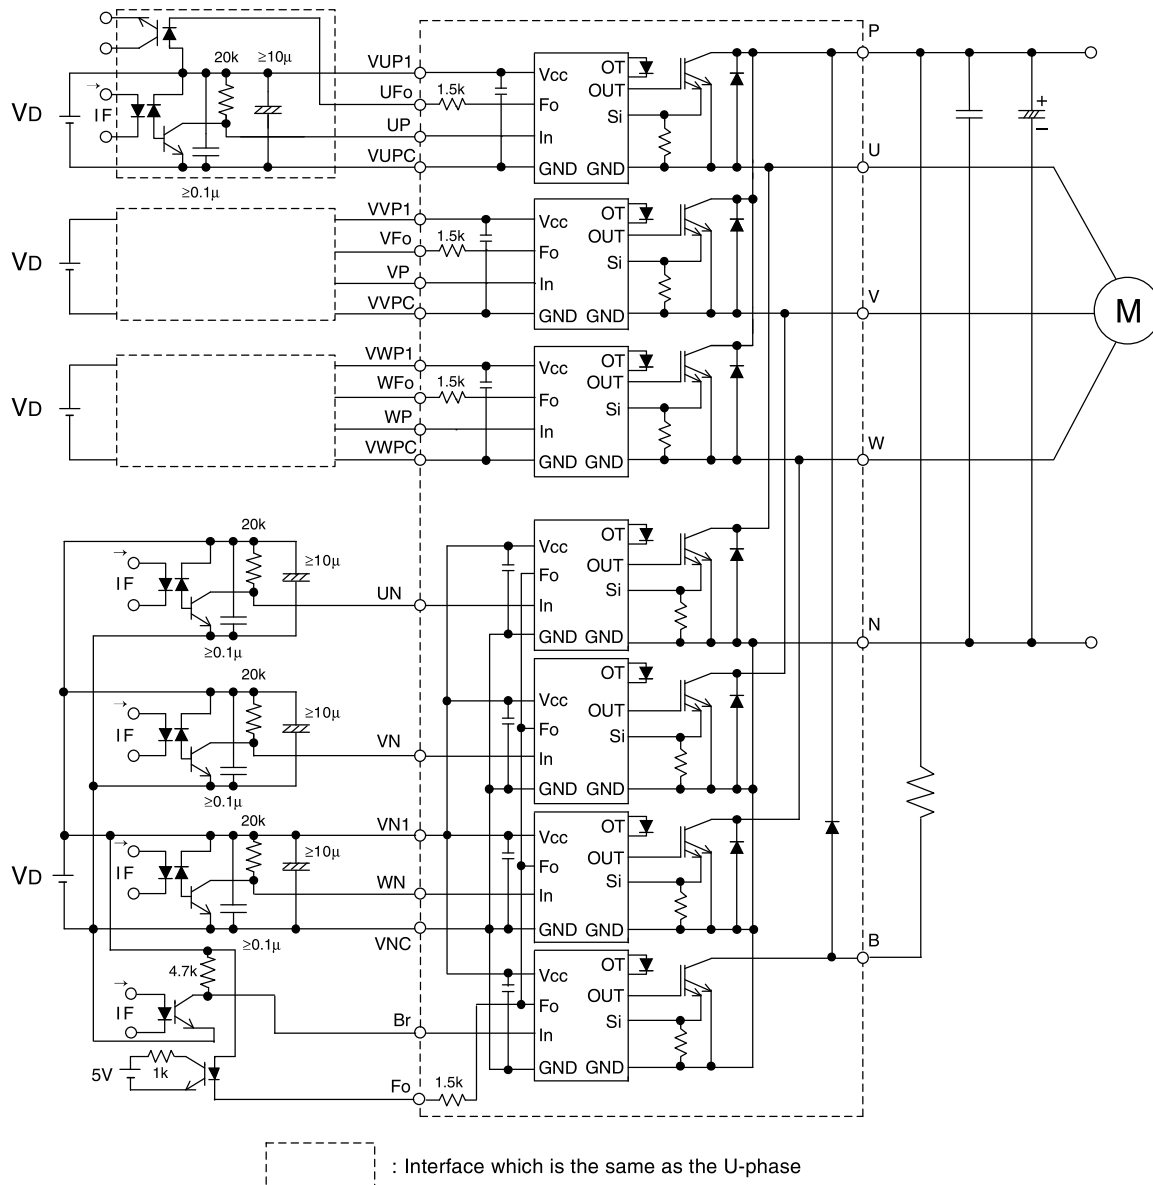 P
20k
≥10µ
VUP1
VD
→
IF
UFo
1.5k
UP
VUPC
≥0.1µ
Vcc
Fo
In
GND GND
OT
OUT
Si
+
–
U
VVP1
VD
VFo
1.5k
VP
VVPC
Vcc
Fo
In
GND GND
OT
OUT
Si
V
M
VWP1
VD
WFo
1.5k
WP
VWPC
Vcc
Fo
In
GND GND
OT
OUT
Si
W
20k
≥10µ
→
IF
UN
≥0.1µ
Vcc
Fo
In
GND GND
OT
OUT
Si
N
20k
≥10µ
→
IF
VN
≥0.1µ
Vcc
Fo
In
GND GND
OT
OUT
Si
20k
≥10µ
VN1
VD
→
IF
WN
VNC
≥0.1µ
Vcc
Fo
In
GND GND
OT
OUT
Si
B
4.7k
→
IF
Br
Vcc
Fo
In
GND GND
OT
OUT
Si
5V
1k
Fo
1.5k
: Interface which is the same as the U-phase